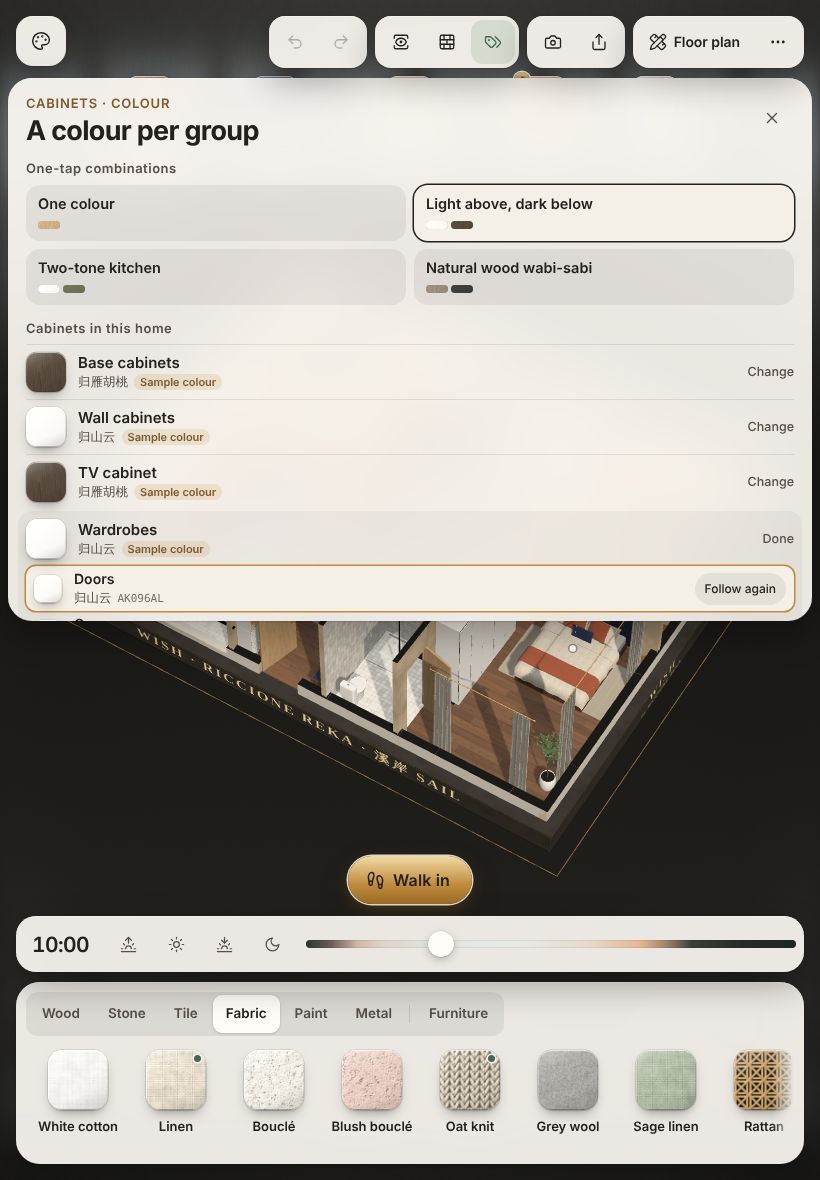 Floor plan
CABINETS · COLOUR
A colour per group
One-tap combinations
One colour
Light above, dark below
Two-tone kitchen
Natural wood wabi-sabi
Cabinets in this home
Base cabinets
归雁胡桃 Sample colour
Change
Wall cabinets
归山云 Sample colour
Change
TV cabinet
归雁胡桃 Sample colour
Change
Wardrobes
归山云 Sample colour
Done
Doors
归山云 AK096AL
Follow again
WISH · RICCIONE REKA · 溪岸 SAIL
Walk in
10:00
Wood Stone Tile Fabric Paint Metal Furniture
White cotton Linen Bouclé Blush bouclé Oat knit Grey wool Sage linen Rattan